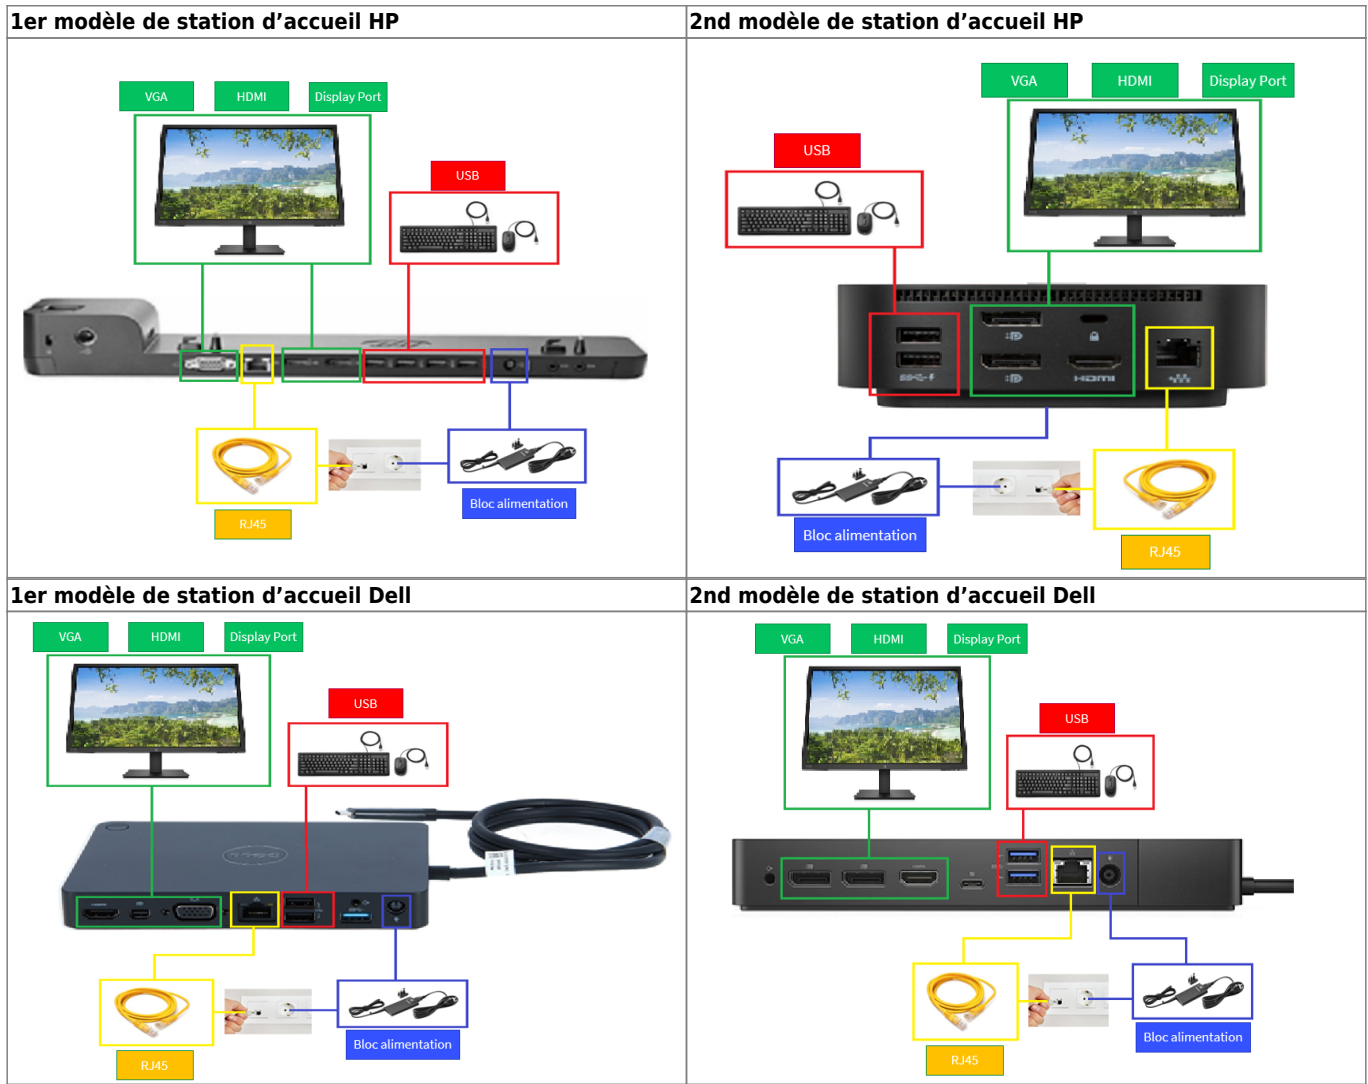 1er modèle de station d’accueil HP
VGA
HDMI
Display Port
USB
RJ45
Bloc alimentation
2nd modèle de station d’accueil HP
VGA
HDMI
Display Port
USB
HDMI
Bloc alimentation
RJ45
1er modèle de station d’accueil Dell
VGA
HDMI
Display Port
USB
DELL
RJ45
Bloc alimentation
2nd modèle de station d’accueil Dell
VGA
HDMI
Display Port
USB
RJ45
Bloc alimentation